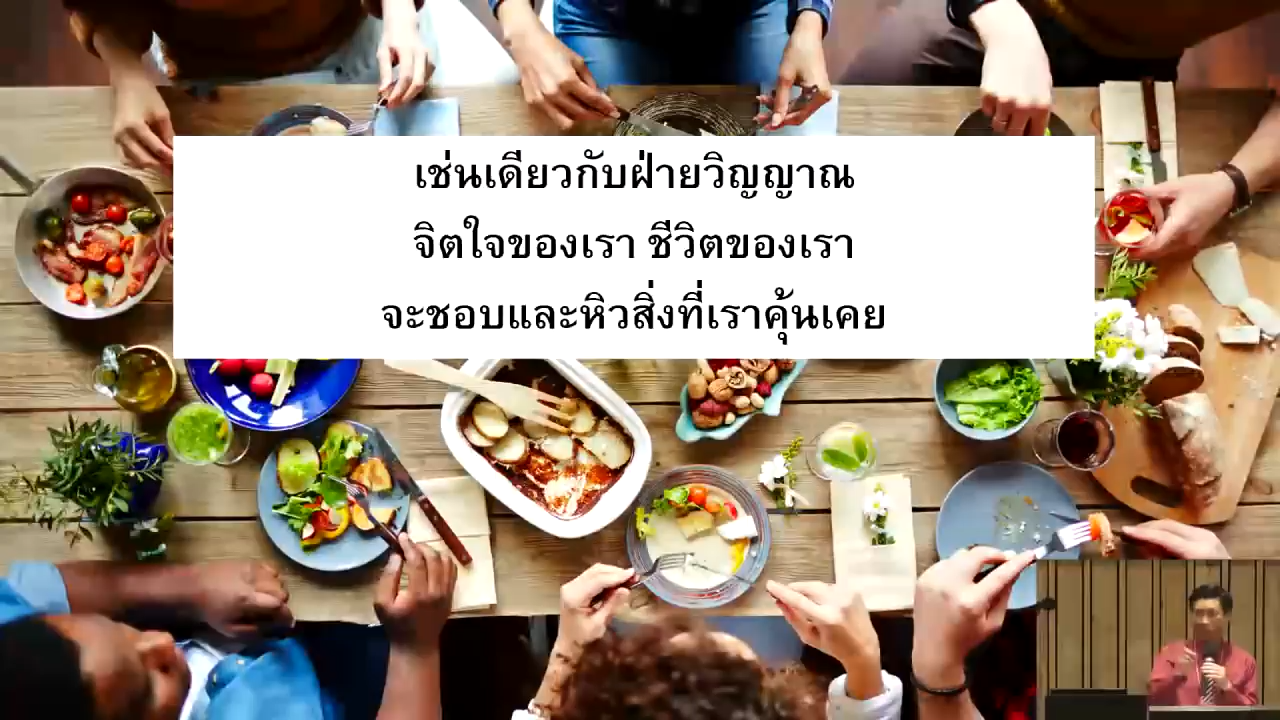 เช่นเดียวกับฝ่ายวิญญาณ
จิตใจของเรา ชีวิตของเรา
จะชอบและหิวสิ่งที่เราคุ้นเคย